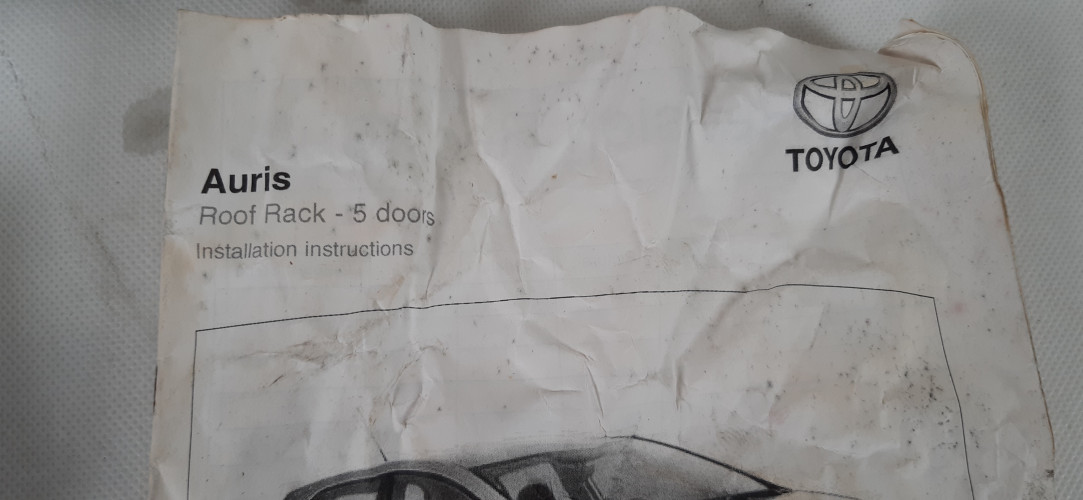 TOYOTA
Auris
Roof Rack - 5 doors
Installation instructions